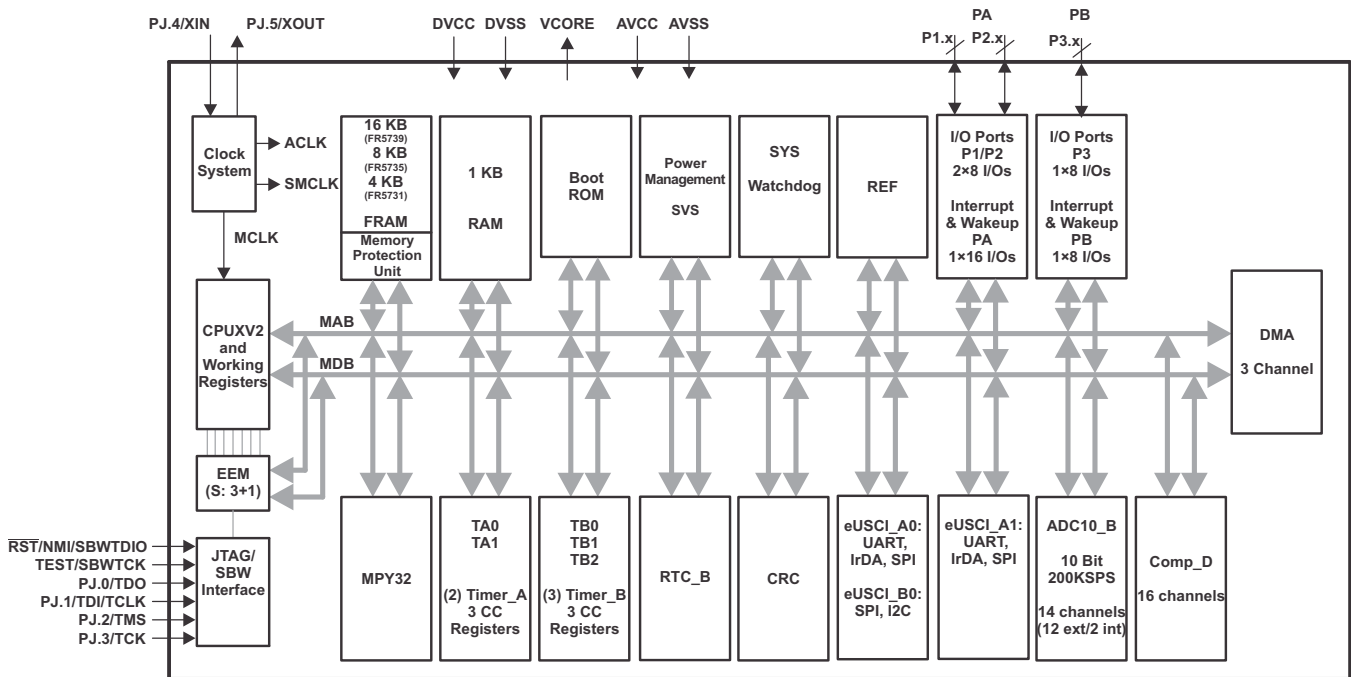 PJ.4/XIN
PJ.5/XOUT
DVCC
DVSS
VCORE
AVCC
AVSS
PA
P1.x
P2.x
PB
P3.x
Clock
System
ACLK
SMCLK
MCLK
16 KB
(FR5739)
8 KB
(FR5735)
4 KB
(FR5731)
FRAM
Memory
Protection
Unit
1 KB
RAM
Boot
ROM
Power
Management
SVS
SYS
Watchdog
REF
I/O Ports
P1/P2
2×8 I/Os
Interrupt
& Wakeup
PA
1×16 I/Os
I/O Ports
P3
1×8 I/Os
Interrupt
& Wakeup
PB
1×8 I/Os
CPUXV2
and
Working
Registers
MAB
MDB
DMA
3 Channel
EEM
(S: 3+1)
RST/NMI/SBWTDIO
TEST/SBWTCK
PJ.0/TDO
PJ.1/TDI/TCLK
PJ.2/TMS
PJ.3/TCK
JTAG/
SBW
Interface
MPY32
TA0
TA1
(2) Timer_A
3 CC
Registers
TB0
TB1
TB2
(3) Timer_B
3 CC
Registers
RTC_B
CRC
eUSCI_A0:
UART,
IrDA, SPI
eUSCI_B0:
SPI, I2C
eUSCI_A1:
UART,
IrDA, SPI
ADC10_B
10 Bit
200KSPS
14 channels
(12 ext/2 int)
Comp_D
16 channels